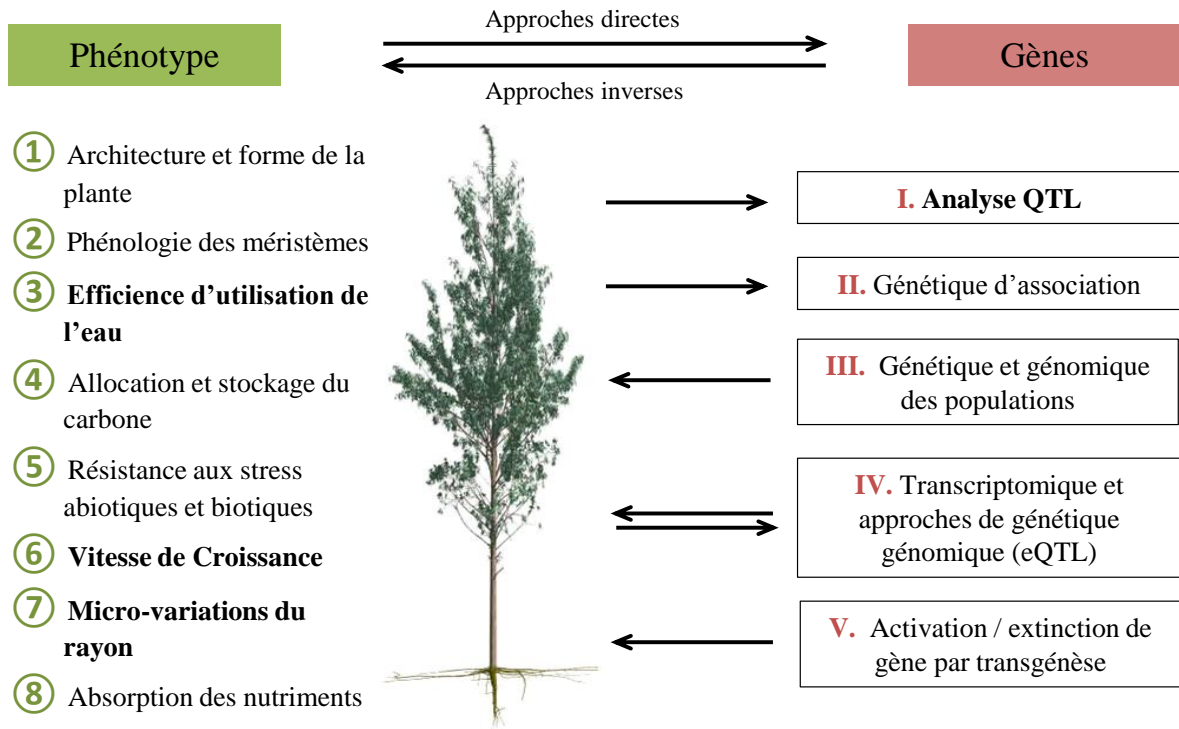 Approches directes
Phénotype
Gènes
Approches inverses
1 Architecture et forme de la
plante
2 Phénologie des méristèmes
3 Efficience d’utilisation de
l’eau
4 Allocation et stockage du
carbone
5 Résistance aux stress
abiotiques et biotiques
6 Vitesse de Croissance
7 Micro-variations du
rayon
8 Absorption des nutriments
I. Analyse QTL
II. Génétique d’association
III. Génétique et génomique
des populations
IV. Transcriptomique et
approches de génétique
génomique (eQTL)
V. Activation / extinction de
gène par transgénèse